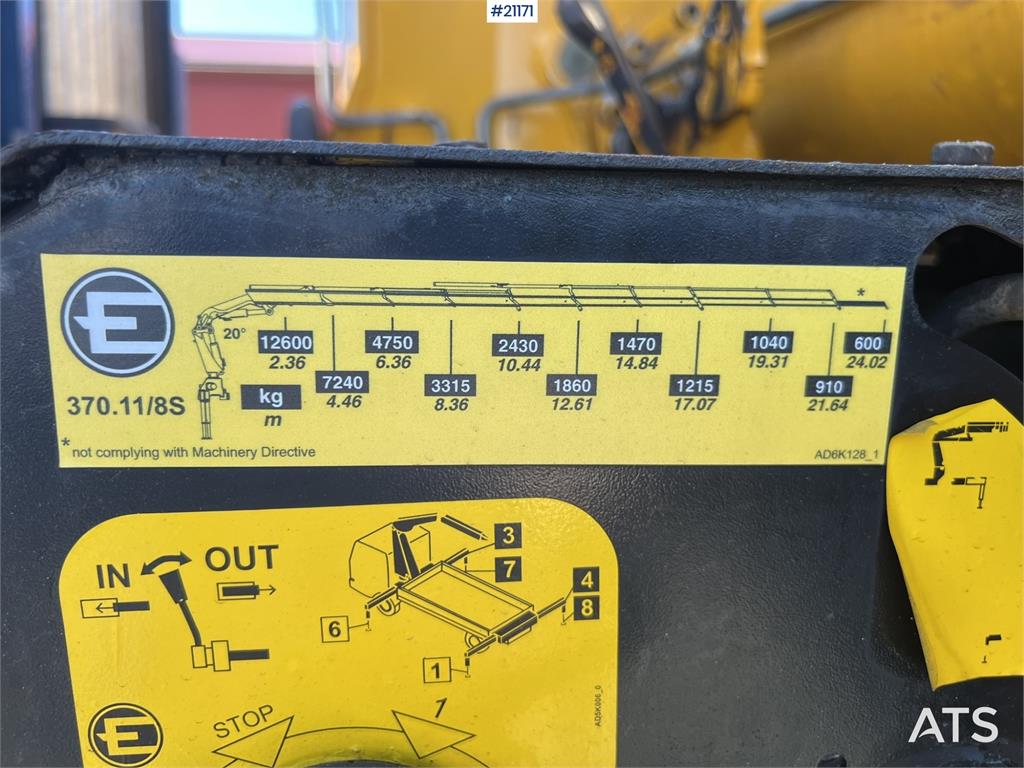 #21171
E
20°
12600
2.36
4750
6.36
2430
10.44
1470
14.84
1040
19.31
*
600
24.02
370.11/8S
kg
m
7240
4.46
3315
8.36
1860
12.61
1215
17.07
910
21.64
* not complying with Machinery Directive
AD6K128_1
IN
OUT
3
7
4
8
6
1
AD5K006_0
E
STOP
1
ATS